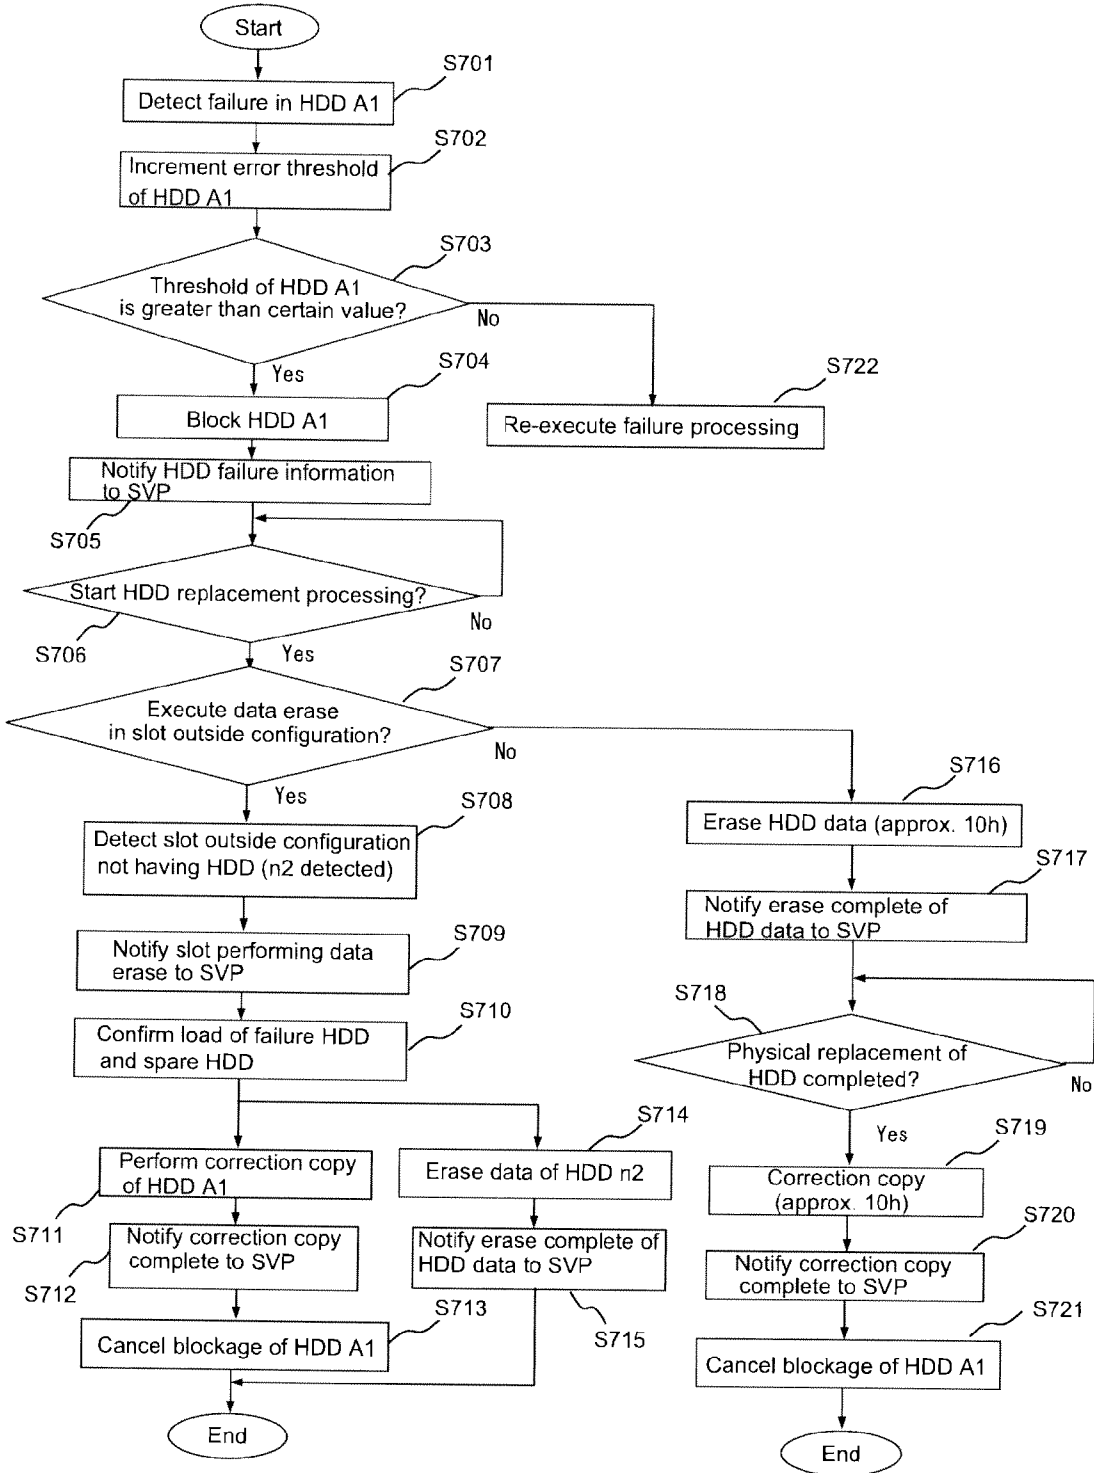 Start
S701
Detect failure in HDD A1
S702
Increment error threshold
of HDD A1
S703
Threshold of HDD A1
is greater than certain value?
No
Yes
S704
Block HDD A1
S722
Re-execute failure processing
Notify HDD failure information
to SVP
S705
Start HDD replacement processing?
No
S706
Yes
S707
Execute data erase
in slot outside configuration?
No
Yes
S708
Detect slot outside configuration
not having HDD (n2 detected)
S709
Notify slot performing data
erase to SVP
S710
Confirm load of failure HDD
and spare HDD
Perform correction copy
of HDD A1
S711
Notify correction copy
complete to SVP
S712
S713
Cancel blockage of HDD A1
S714
Erase data of HDD n2
Notify erase complete of
HDD data to SVP
S715
End
S716
Erase HDD data (approx. 10h)
S717
Notify erase complete of
HDD data to SVP
S718
Physical replacement of
HDD completed?
No
Yes
S719
Correction copy
(approx. 10h)
S720
Notify correction copy
complete to SVP
S721
Cancel blockage of HDD A1
End